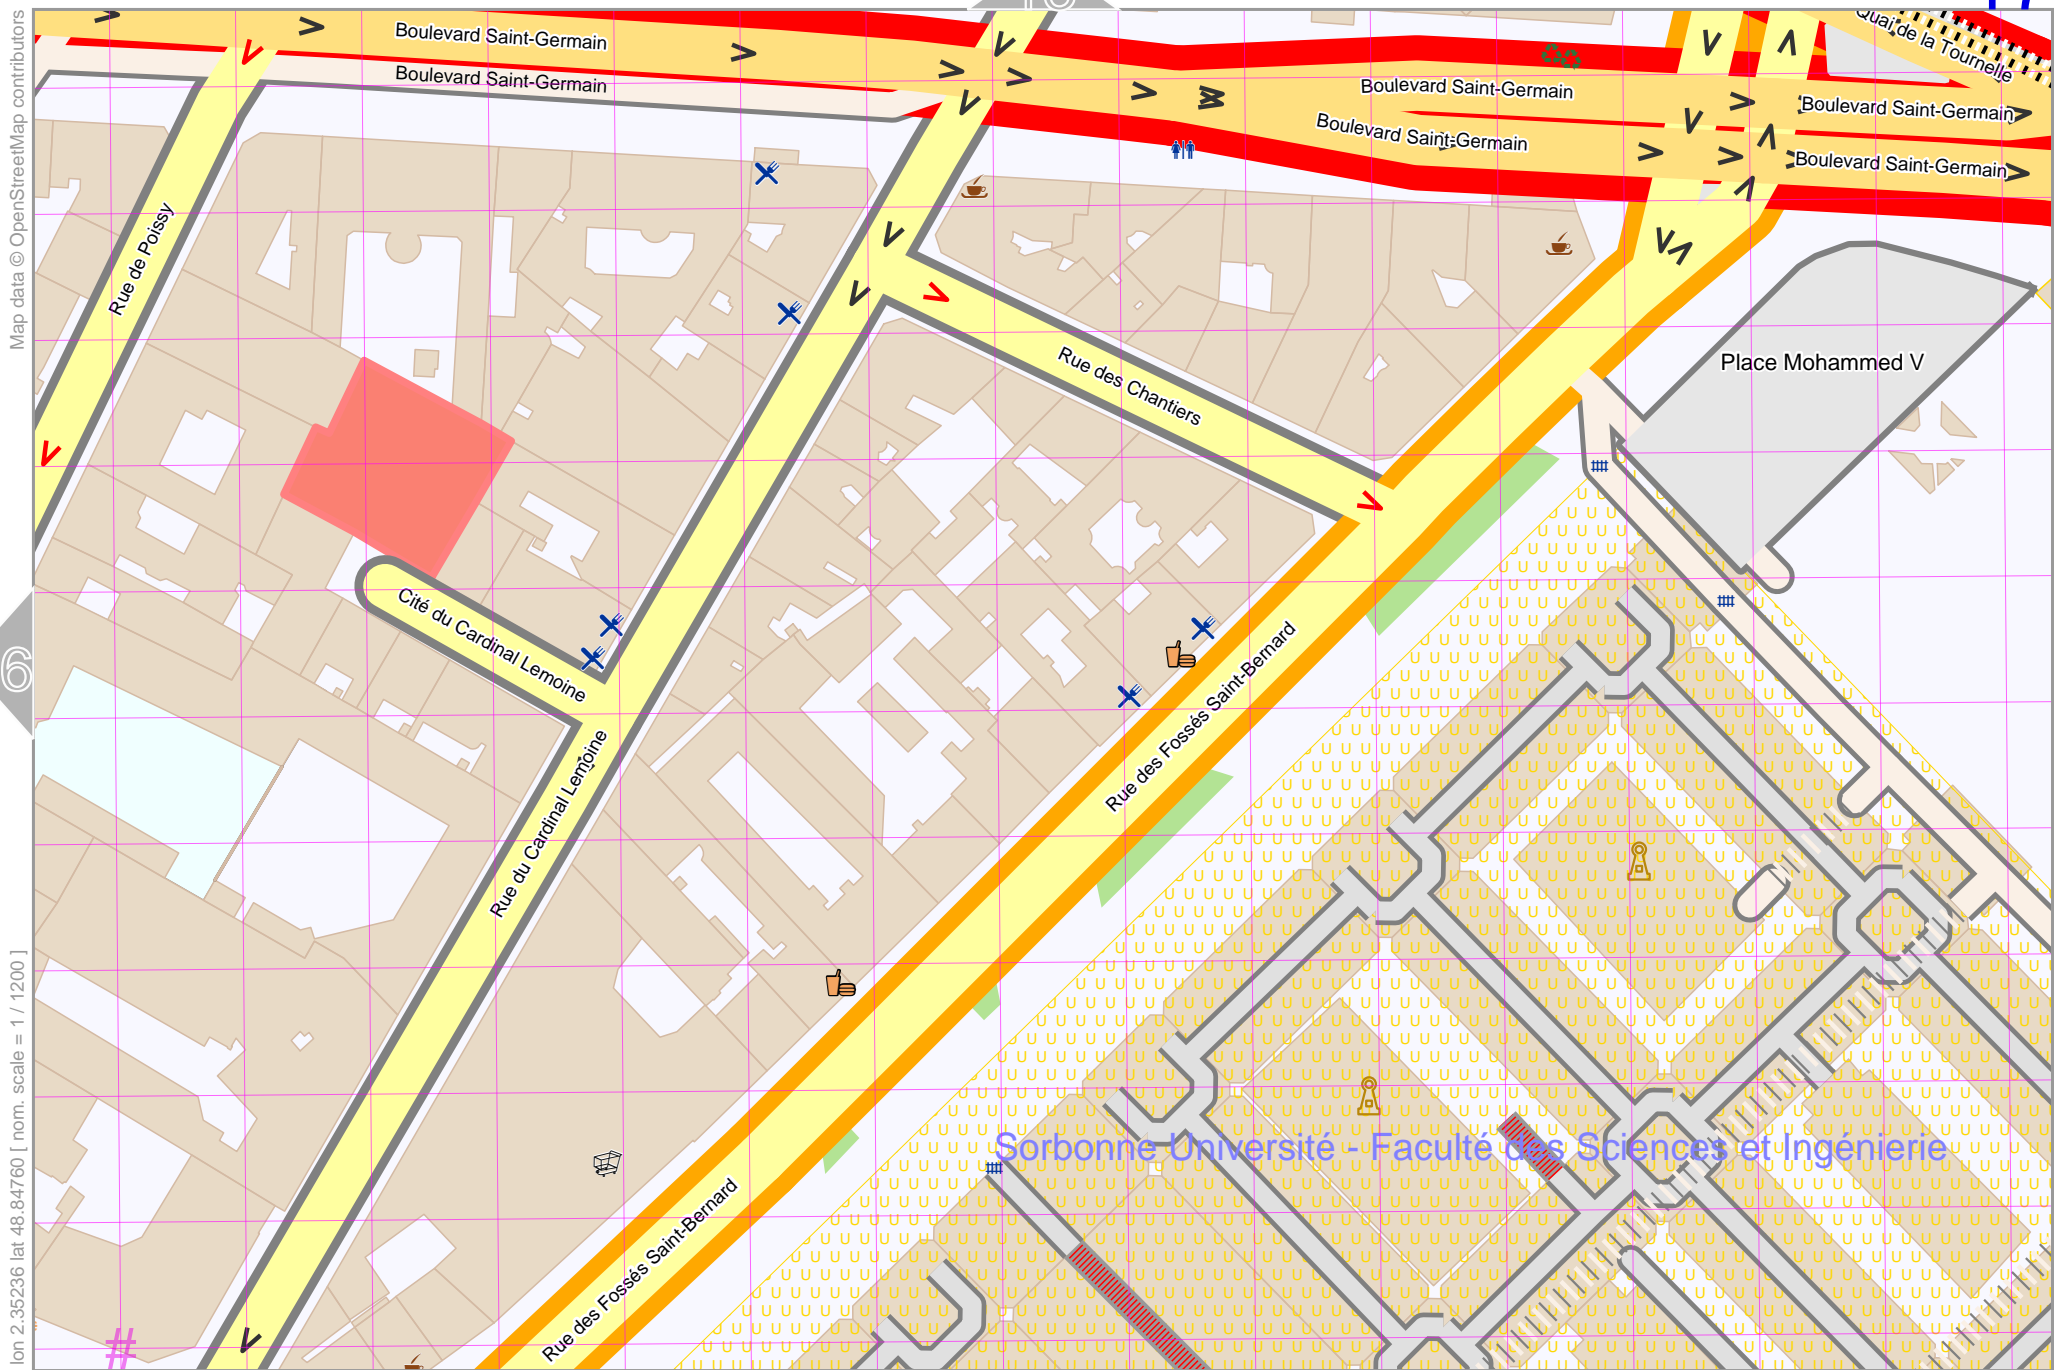 Map data © OpenStreetMap contributors
lon 2.35236 lat 48.84760 [ nom. scale = 1 / 1200 ]
Boulevard Saint-Germain
Boulevard Saint-Germain
Boulevard Saint-Germain
Boulevard Saint-Germain
Boulevard Saint-Germain
Boulevard Saint-Germain
Quai de la Tournelle
Rue de Poissy
Rue des Chantiers
Place Mohammed V
Cité du Cardinal Lemoine
6
Rue du Cardinal Lemoine
Rue des Fossés Saint-Bernard
Sorbonne Université - Faculté des Sciences et Ingénierie
Rue des Fossés Saint-Bernard
#